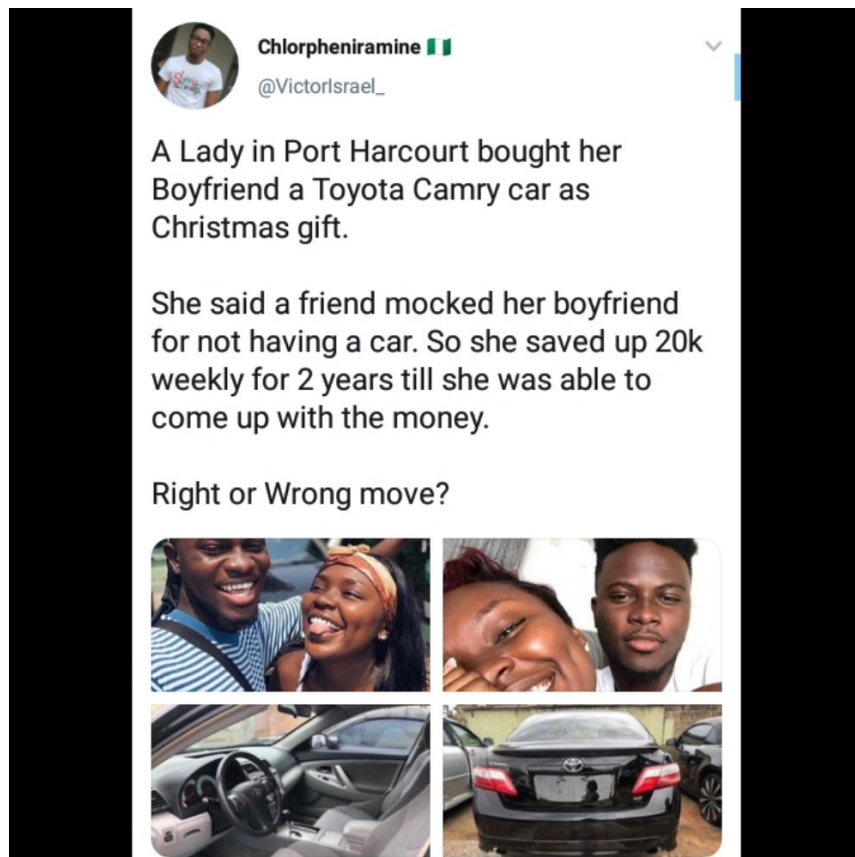 Chlorpheniramine 🇳🇬
@VictorIsrael_
A Lady in Port Harcourt bought her
Boyfriend a Toyota Camry car as
Christmas gift.
She said a friend mocked her boyfriend
for not having a car. So she saved up 20k
weekly for 2 years till she was able to
come up with the money.
Right or Wrong move?